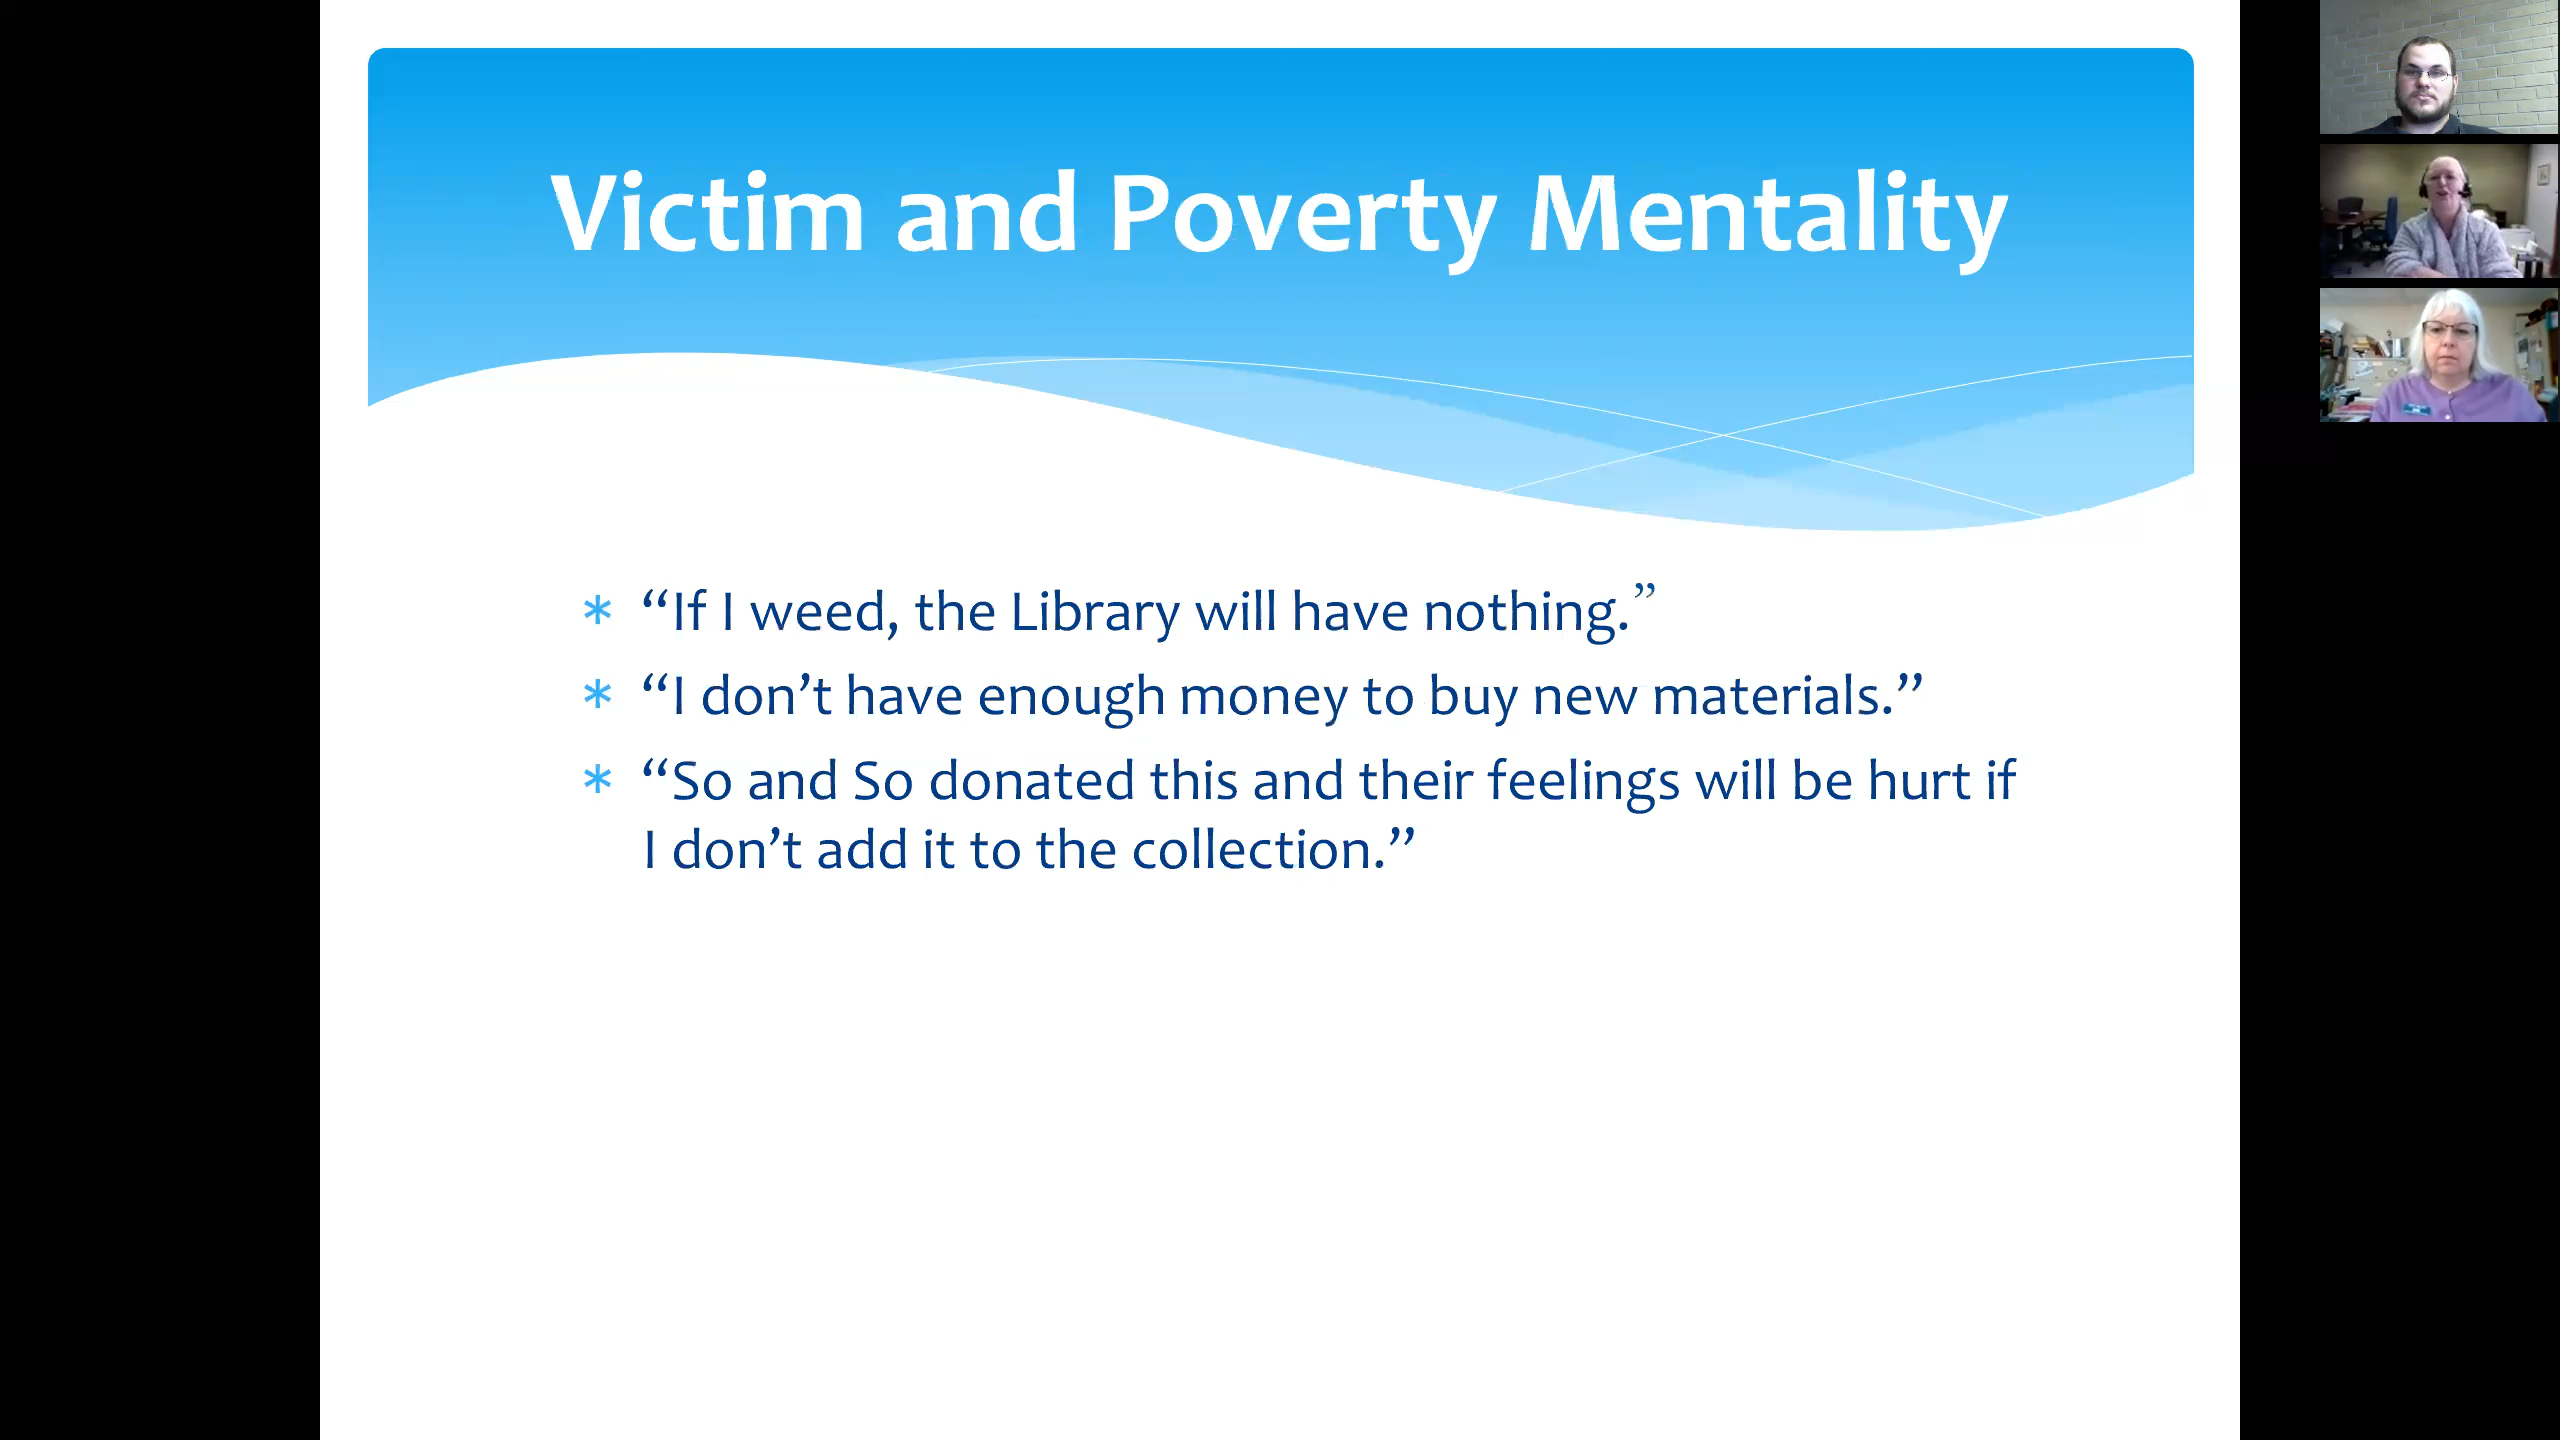 Victim and Poverty Mentality
* “If I weed, the Library will have nothing.”
* “I don’t have enough money to buy new materials.”
* “So and So donated this and their feelings will be hurt if
I don’t add it to the collection.”